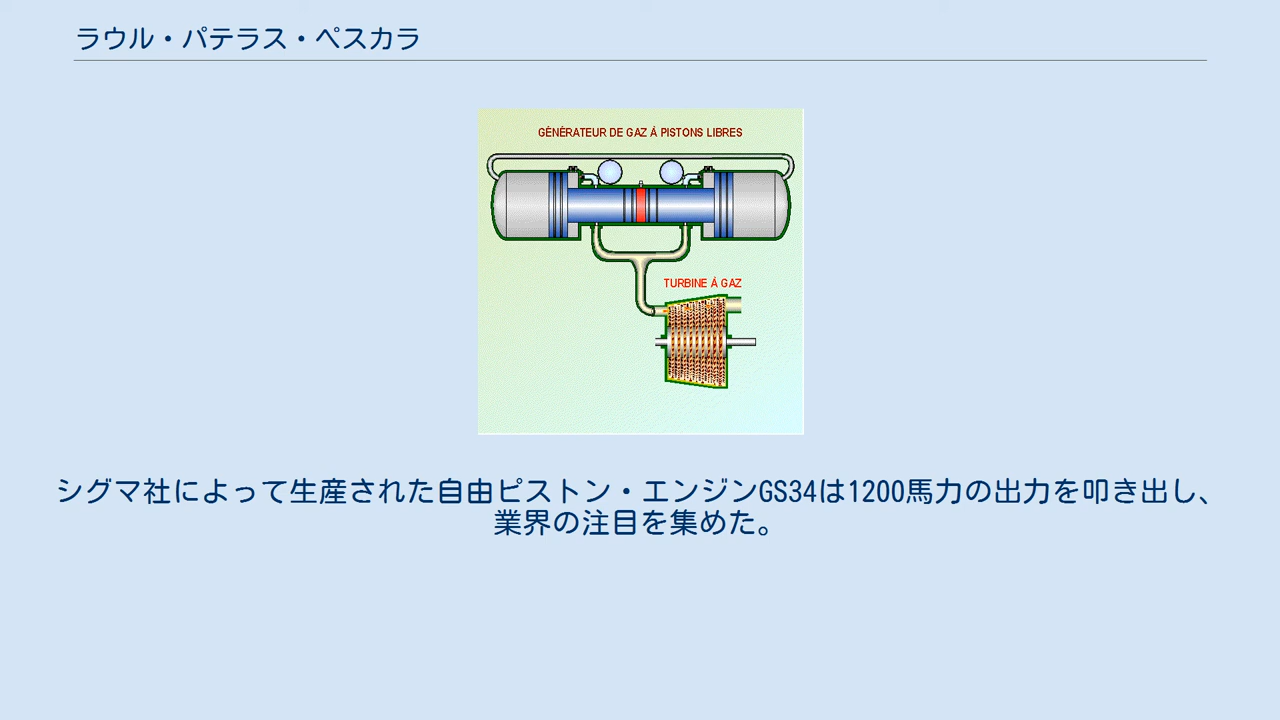 ラウル・パテラス・ペスカラ
GÉNÉRATEUR DE GAZ À PISTONS LIBRES
TURBINE À GAZ
シグマ社によって生産された自由ピストン・エンジンGS34は1200馬力の出力を叩き出し、
業界の注目を集めた。